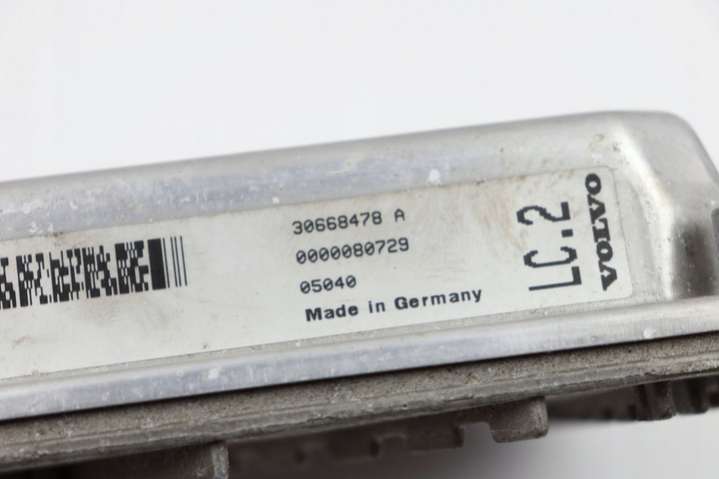 30668478 A
0000080729
05040
Made in Germany
LC.2
VOLVO